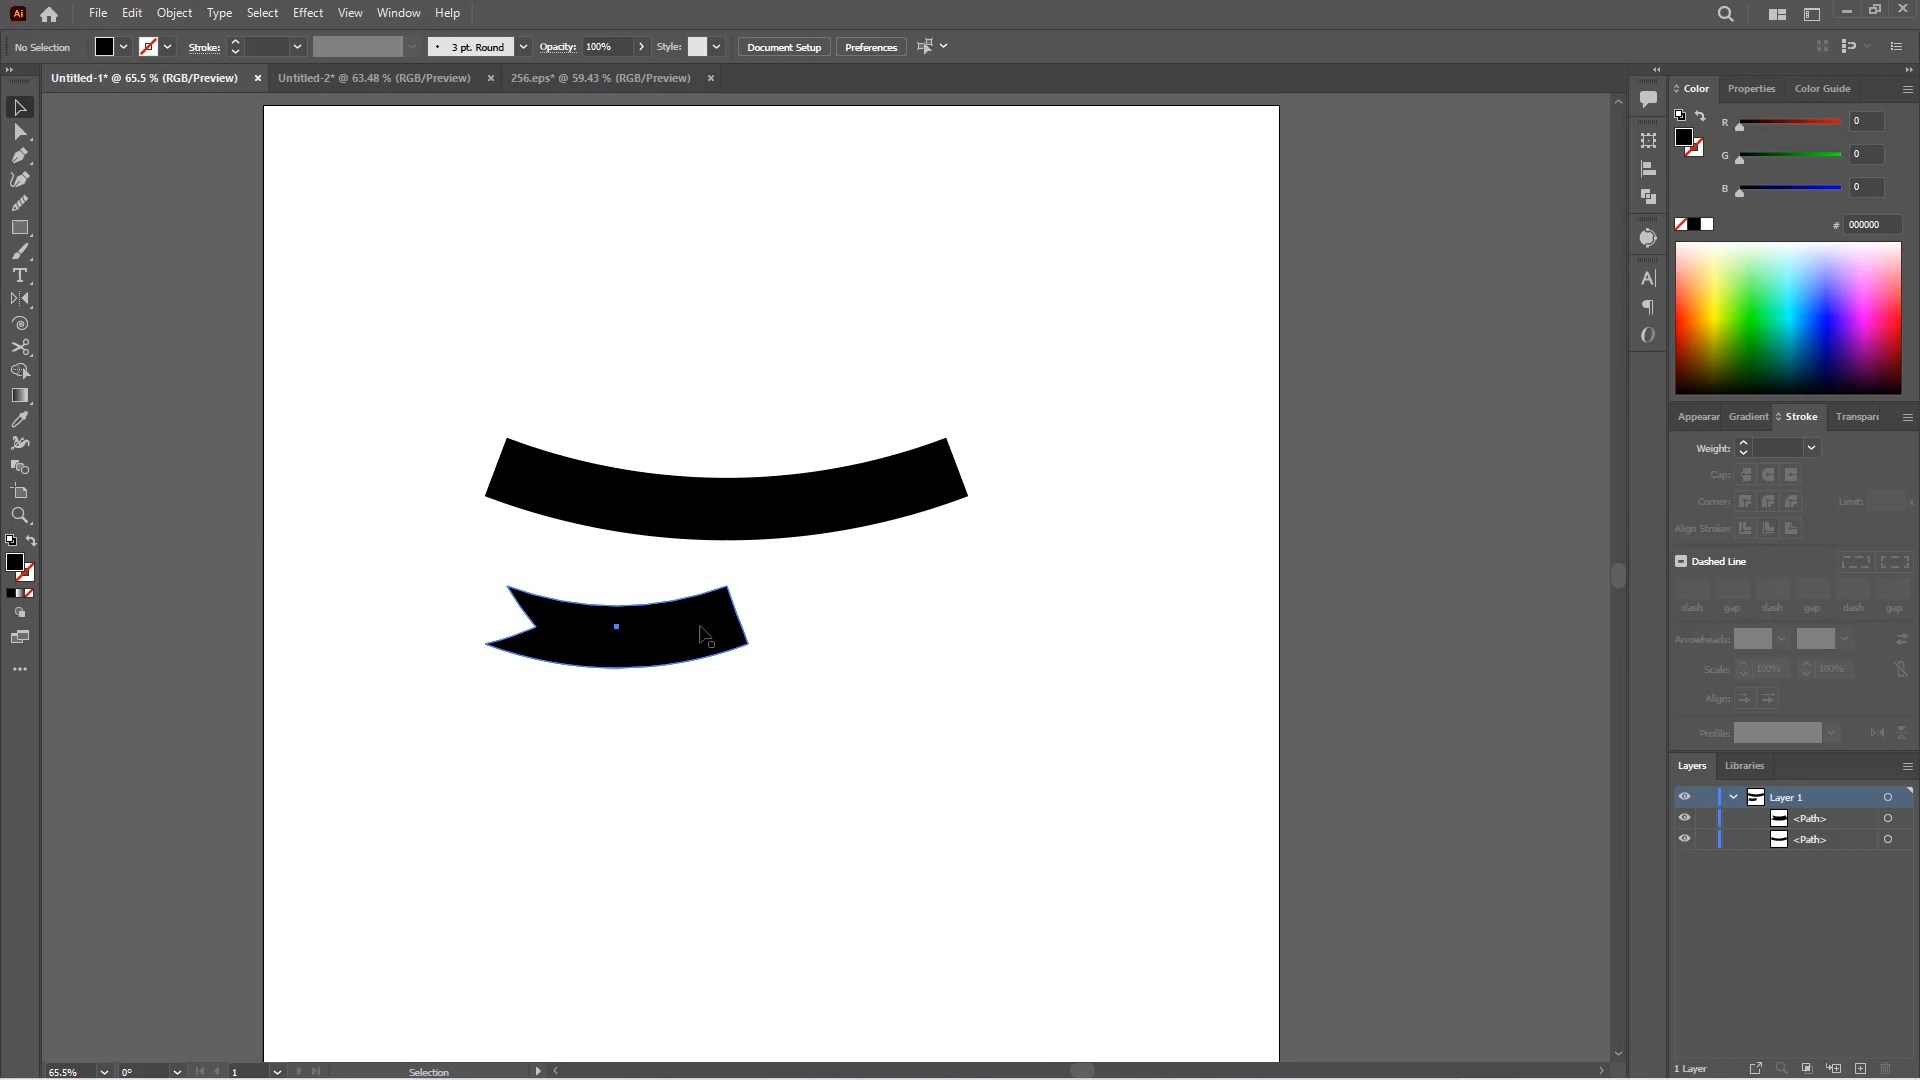 Ai File Edit Object Type Select Effect View Window Help
No Selection Stroke: 3 pt. Round Opacity: 100% Style: Document Setup Preferences
Untitled-1* @ 65.5 % (RGB/Preview) Untitled-2* @ 63.48 % (RGB/Preview) 256.eps* @ 59.43 % (RGB/Preview)
Color Properties Color Guide
R 0
G 0
B 0
# 000000
Appearar Gradient Stroke Transpare
Weight:
Cap:
Corner: Limit: x
Align Stroke:
Dashed Line
dash gap dash gap dash gap
Arrowheads:
Scale: 100% 100%
Align:
Profile:
Layers Libraries
Layer 1
<Path>
<Path>
1 Layer
65.5% 0° 1 Selection